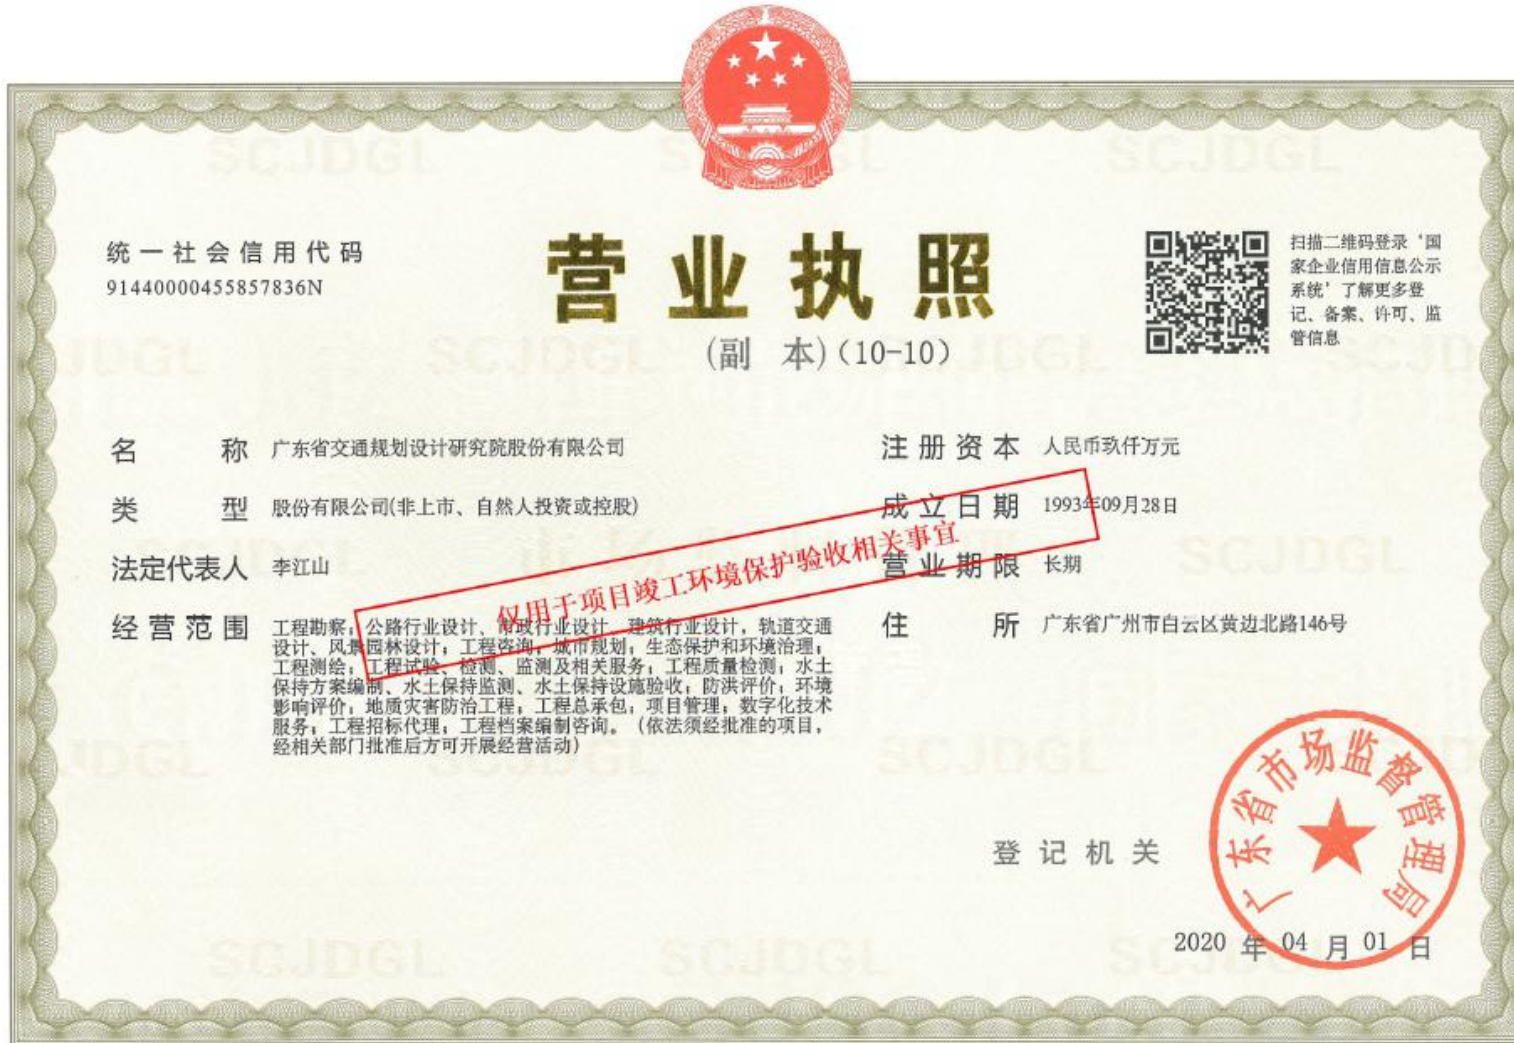 统一社会信用代码
91440000455857836N
营业执照
(副 本)(10-10)
扫描二维码登录‘国
家企业信用信息公示
系统’了解更多登
记、备案、许可、监
管信息
名 称 广东省交通规划设计研究院股份有限公司
类 型 股份有限公司(非上市、自然人投资或控股)
法定代表人 李江山
经营范围 工程勘察；公路行业设计、市政行业设计、建筑行业设计，轨道交通
设计、风景园林设计；工程咨询；城市规划；生态保护和环境治理；
工程测绘；工程试验、检测、监测及相关服务；工程质量检测；水土
保持方案编制、水土保持监测、水土保持设施验收；防洪评价；环境
影响评价；地质灾害防治工程；工程总承包；项目管理；数字化技术
服务；工程招标代理；工程档案编制咨询。（依法须经批准的项目，
经相关部门批准后方可开展经营活动）
注册资本 人民币玖仟万元
成立日期 1993年09月28日
营业期限 长期
住 所 广东省广州市白云区黄边北路146号
仅用于项目竣工环境保护验收相关事宜
登记机关
广东省市场监督管理局
2020 年 04 月 01 日